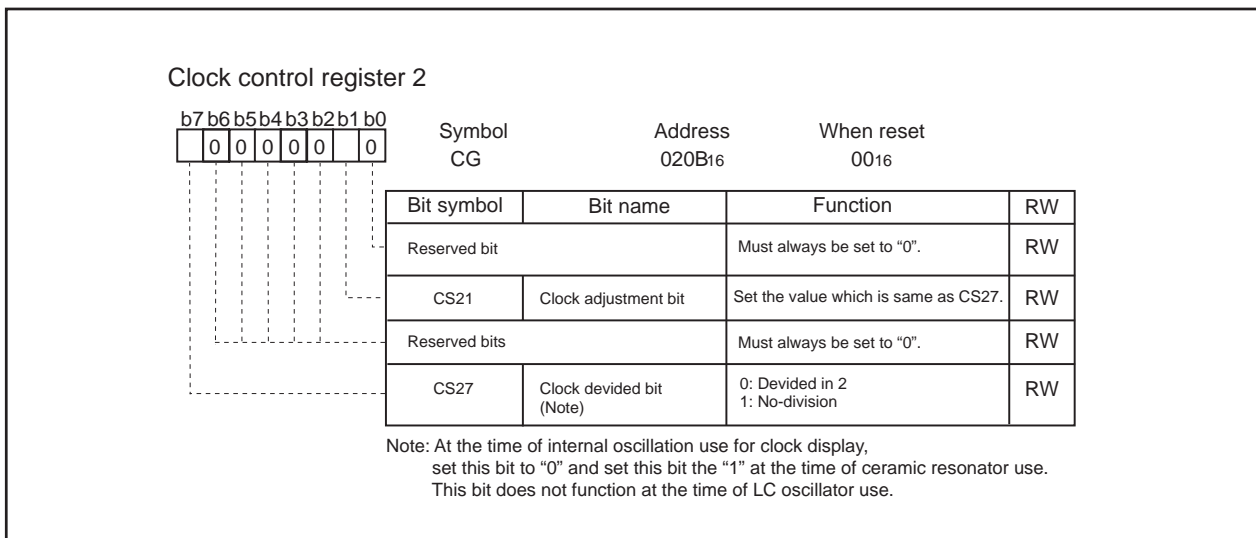 Clock control register 2
b7 b6 b5 b4 b3 b2 b1 b0
0 0 0 0 0 0
Symbol Address When reset
CG 020B16 0016
Bit symbol Bit name Function RW
Reserved bit Must always be set to “0”. RW
CS21 Clock adjustment bit Set the value which is same as CS27. RW
Reserved bits Must always be set to “0”. RW
CS27 Clock devided bit (Note) 0: Devided in 2 1: No-division RW
Note: At the time of internal oscillation use for clock display,
set this bit to “0” and set this bit the “1” at the time of ceramic resonator use.
This bit does not function at the time of LC oscillator use.